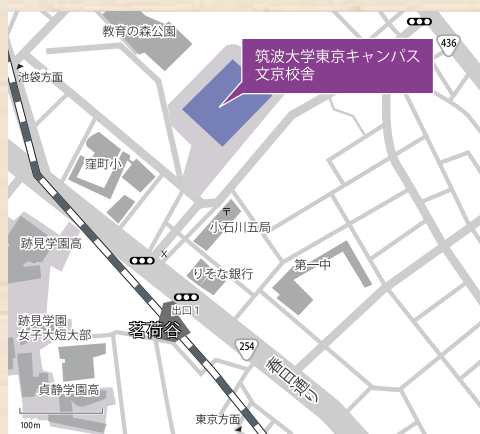 教育の森公園
436
筑波大学東京キャンパス
文京校舎
池袋方面
窪町小
〒
小石川五局
跡見学園高
X
りそな銀行
第一中
出口1
茗荷谷
跡見学園
女子大短大部
254
春日通り
貞静学園高
100m
東京方面